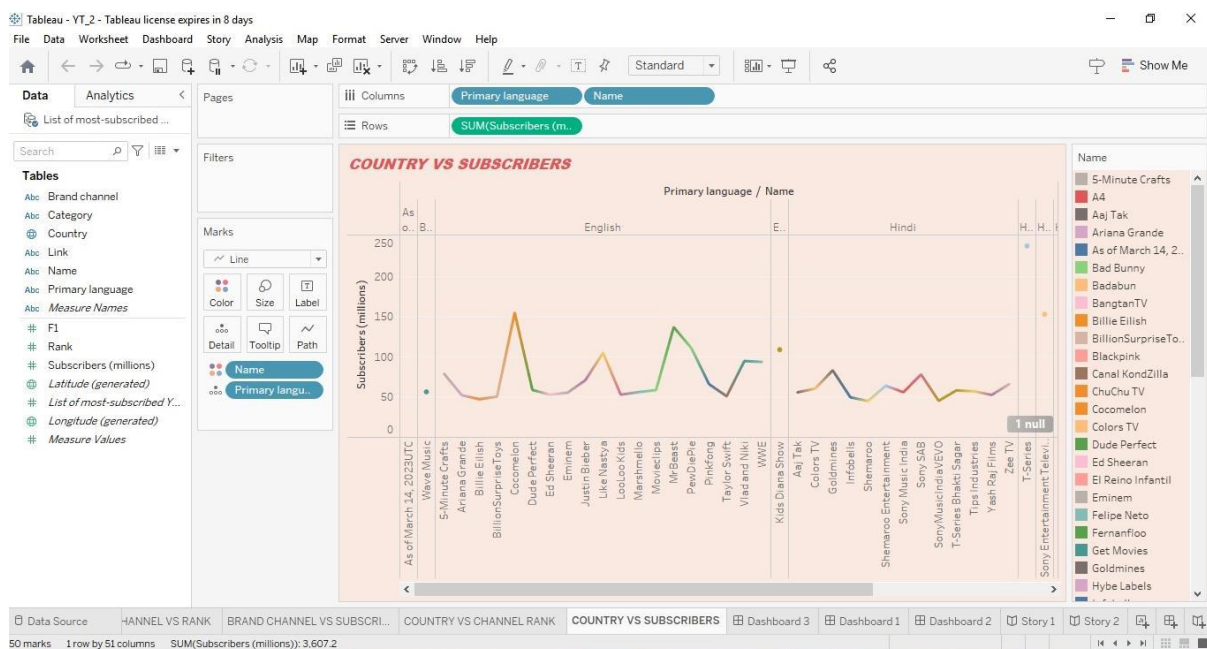 Tableau - YT_2 - Tableau license expires in 8 days
File Data Worksheet Dashboard Story Analysis Map Format Server Window Help
Standard
Show Me
Data Analytics
List of most-subscribed ...
Search
Tables
Abc Brand channel
Abc Category
Country
Abc Link
Abc Name
Abc Primary language
Abc Measure Names
# F1
# Rank
# Subscribers (millions)
Latitude (generated)
# List of most-subscribed Y...
Longitude (generated)
# Measure Values
Pages
Filters
Marks
Line
Color Size Label
Detail Tooltip Path
Name
Primary langu..
Columns Primary language Name
Rows SUM(Subscribers (m..
COUNTRY VS SUBSCRIBERS
Primary language / Name
As
o.. B.. English E.. Hindi H.. H..
Subscribers (millions)
250
200
150
100
50
0
1 null
As of March 14, 2023UTC
Wave Music
5-Minute Crafts
Ariana Grande
Billie Eilish
BillionSurpriseToys
Cocomelon
Dude Perfect
Ed Sheeran
Eminem
Justin Bieber
Like Nastya
LooLoo Kids
Marshmello
Movieclips
MrBeast
PewDiePie
Pinkfong
Taylor Swift
Vlad and Niki
WWE
Kids Diana Show
Aaj Tak
Colors TV
Goldmines
Infobells
Shemaroo
Shemaroo Entertainment
Sony Music India
Sony SAB
SonyMusicIndiaVEVO
T-Series Bhakti Sagar
Tips Industries
Yash Raj Films
Zee TV
T-Series
Sony Entertainment Televi..
Name
5-Minute Crafts
A4
Aaj Tak
Ariana Grande
As of March 14, 2..
Bad Bunny
Badabun
BangtanTV
Billie Eilish
BillionSurpriseTo..
Blackpink
Canal KondZilla
ChuChu TV
Cocomelon
Colors TV
Dude Perfect
Ed Sheeran
El Reino Infantil
Eminem
Felipe Neto
Fernanfloo
Get Movies
Goldmines
Hybe Labels
Data Source HANNEL VS RANK BRAND CHANNEL VS SUBSCRI... COUNTRY VS CHANNEL RANK COUNTRY VS SUBSCRIBERS Dashboard 3 Dashboard 1 Dashboard 2 Story 1 Story 2
50 marks 1 row by 51 columns SUM(Subscribers (millions)): 3,607.2